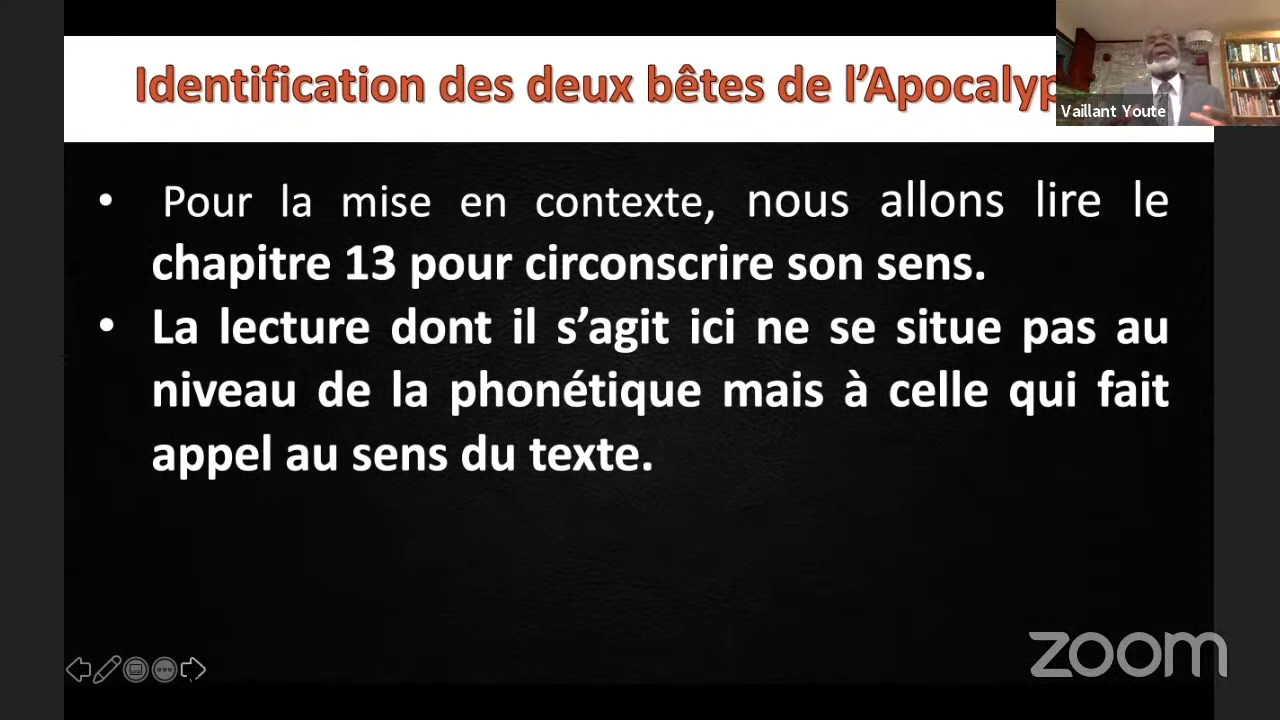 Identification des deux bêtes de l’Apocalyp
Vaillant Youte
• Pour la mise en contexte, nous allons lire le
chapitre 13 pour circonscrire son sens.
• La lecture dont il s’agit ici ne se situe pas au
niveau de la phonétique mais à celle qui fait
appel au sens du texte.
zoom